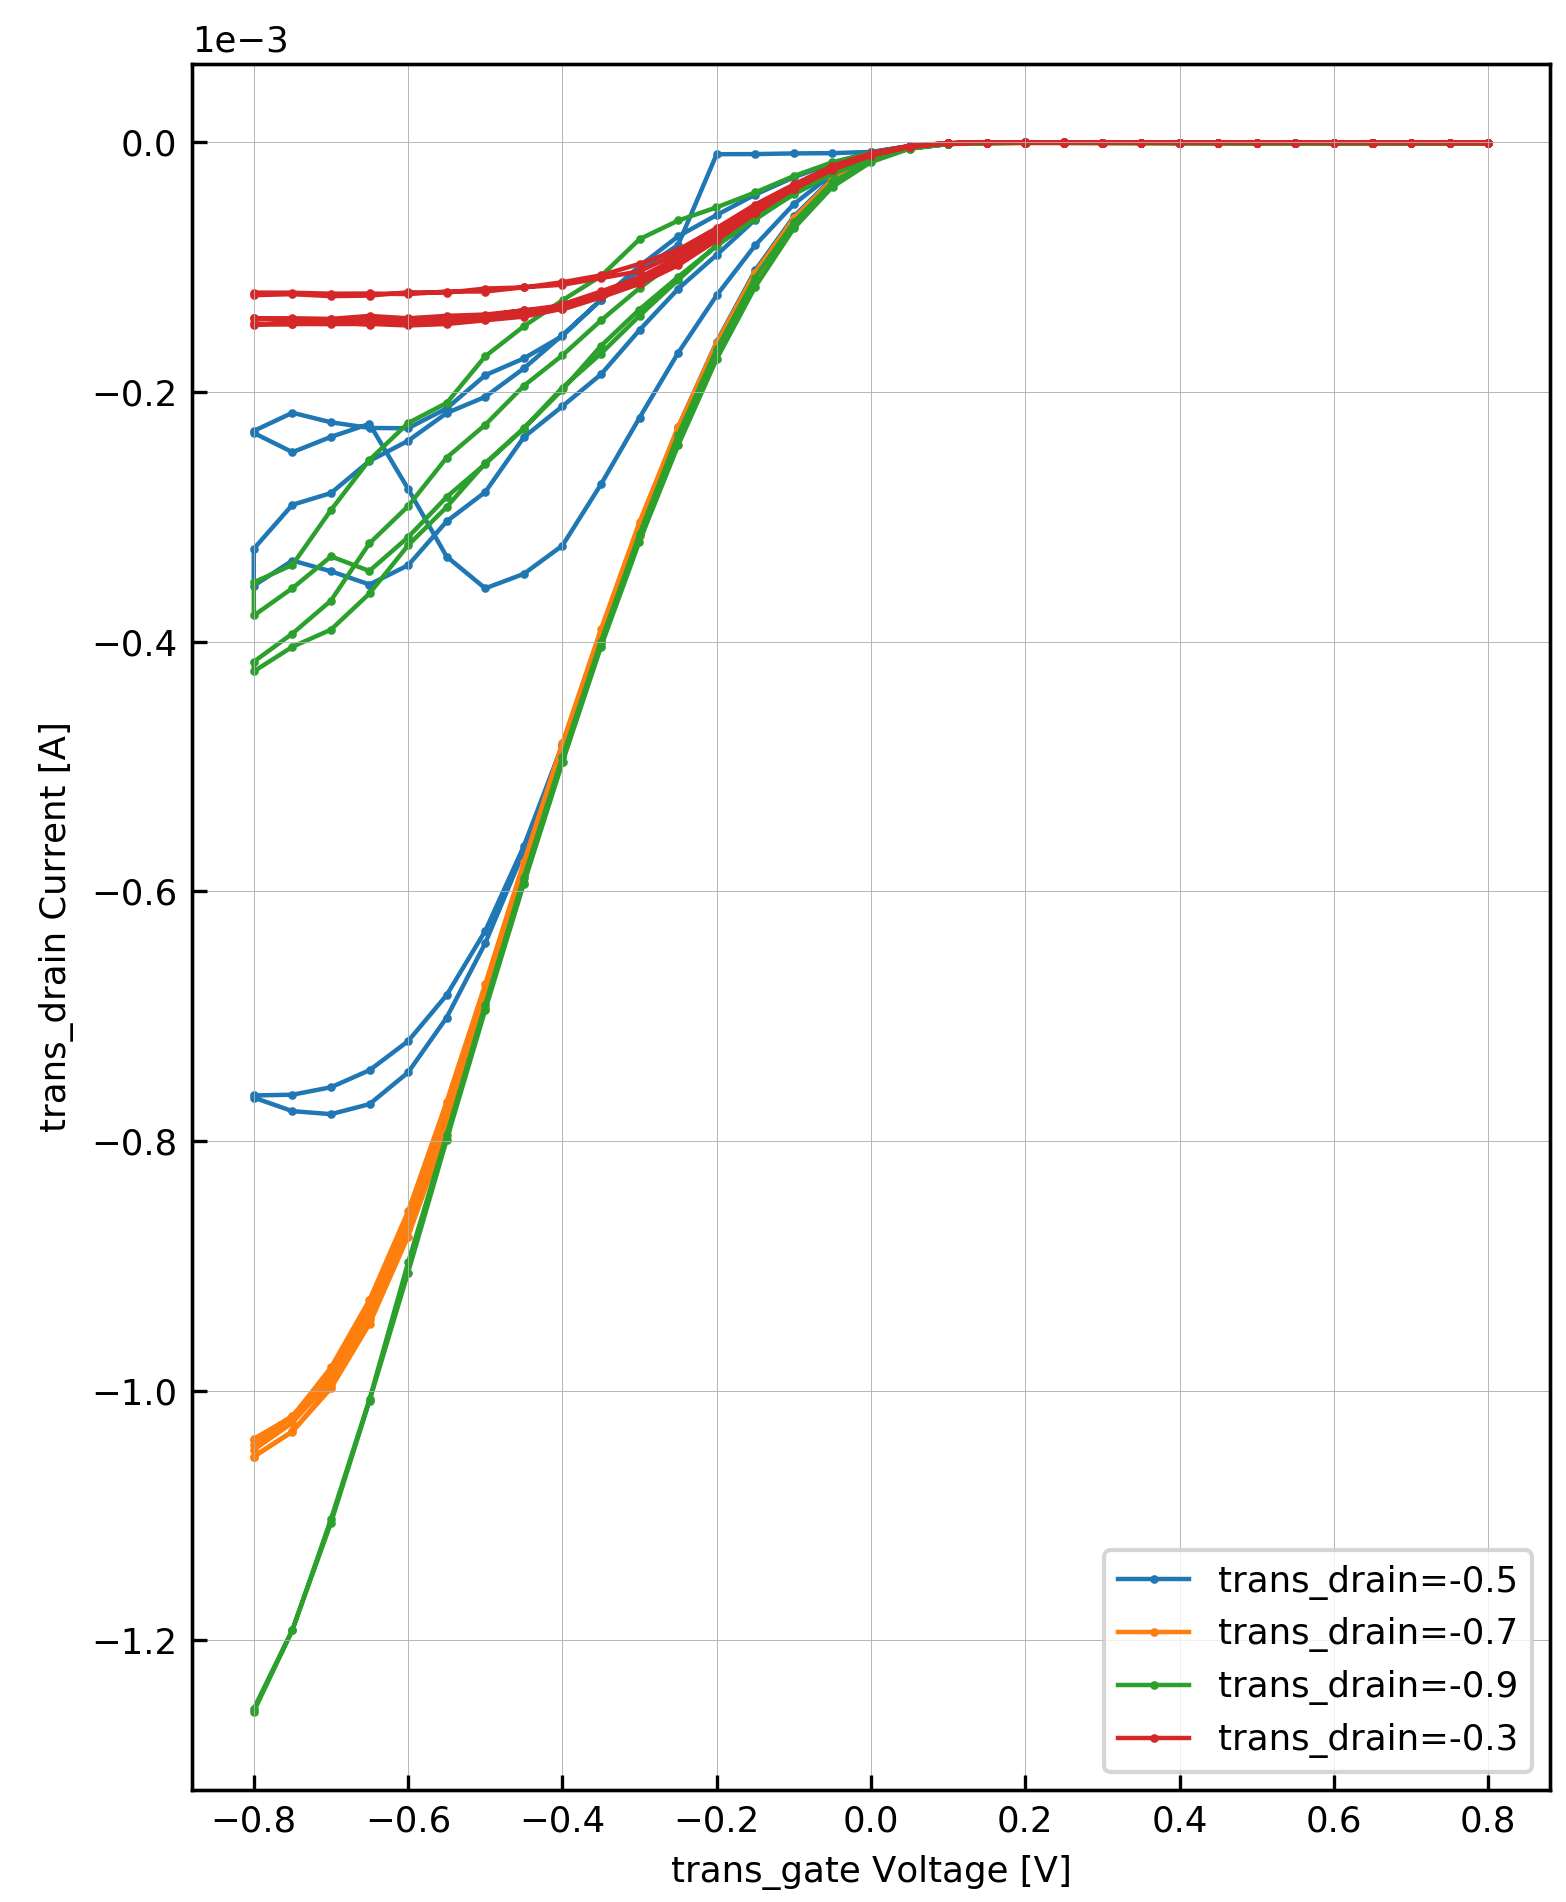 1e−3
0.0
−0.2
−0.4
−0.6
−0.8
−1.0
−1.2
trans_drain Current [A]
−0.8 −0.6 −0.4 −0.2 0.0 0.2 0.4 0.6 0.8
trans_gate Voltage [V]
trans_drain=-0.5
trans_drain=-0.7
trans_drain=-0.9
trans_drain=-0.3